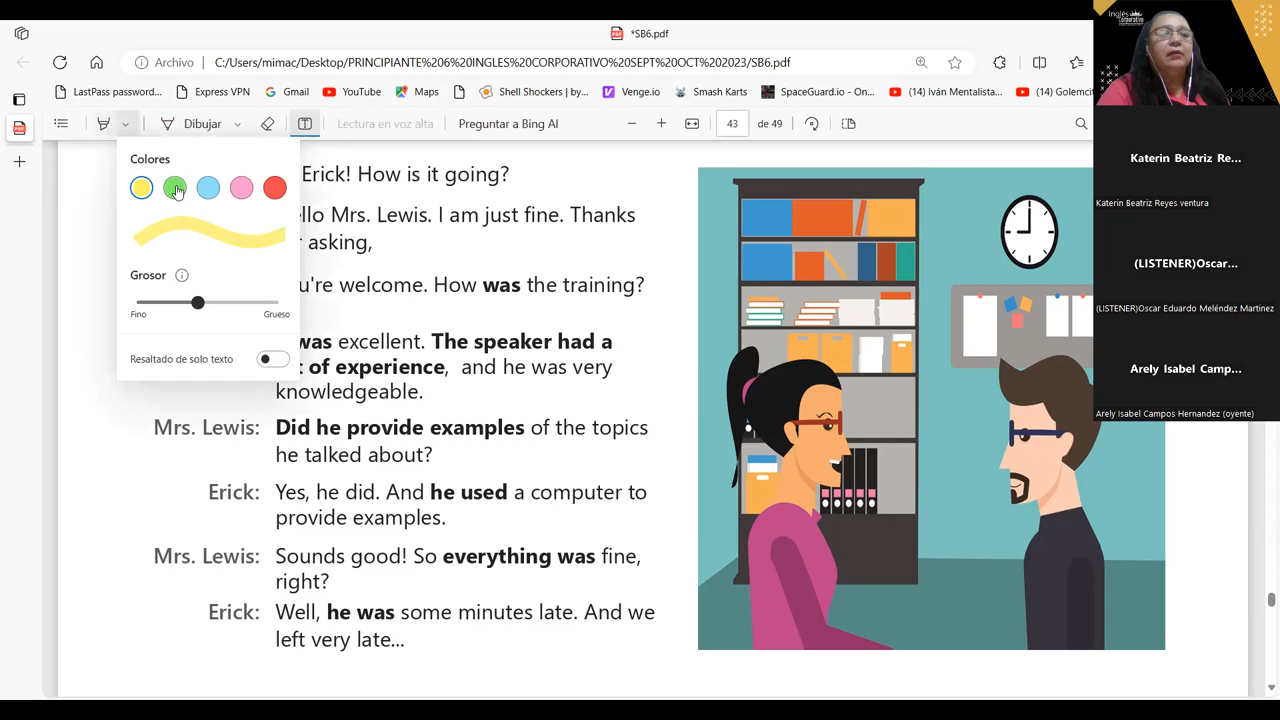 *SB6.pdf
Archivo C:/Users/mimac/Desktop/PRINCIPIANTE%206%20INGLES%20CORPORATIVO%20SEPT%20OCT%202023/SB6.pdf
LastPass password... Express VPN Gmail YouTube Maps Shell Shockers | by... Venge.io Smash Karts SpaceGuard.io - On... (14) Iván Mentalista... (14) Golemcit
Dibujar Lectura en voz alta Preguntar a Bing AI 43 de 49
Colores
Grosor
Fino Grueso
Resaltado de solo texto
Erick! How is it going?
llo Mrs. Lewis. I am just fine. Thanks
r asking,
u're welcome. How was the training?
was excellent. The speaker had a
t of experience, and he was very
knowledgeable.
Mrs. Lewis: Did he provide examples of the topics
he talked about?
Erick: Yes, he did. And he used a computer to
provide examples.
Mrs. Lewis: Sounds good! So everything was fine,
right?
Erick: Well, he was some minutes late. And we
left very late...
Inglés
Corporativo
Katerin Beatriz Re...
Katerin Beatriz Reyes ventura
(LISTENER)Oscar...
(LISTENER)Oscar Eduardo Meléndez Martinez
Arely Isabel Camp...
Arely Isabel Campos Hernandez (oyente)